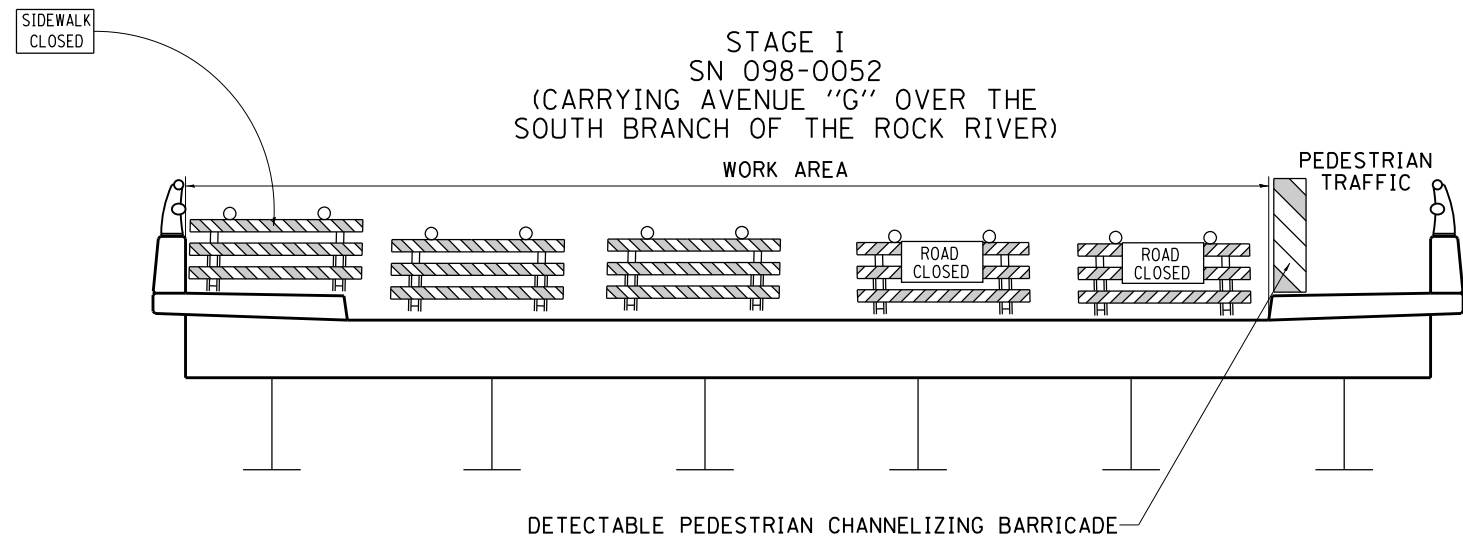 SIDEWALK
CLOSED
STAGE I
SN 098-0052
(CARRYING AVENUE "G" OVER THE
SOUTH BRANCH OF THE ROCK RIVER)
WORK AREA
PEDESTRIAN
TRAFFIC
ROAD
CLOSED
ROAD
CLOSED
DETECTABLE PEDESTRIAN CHANNELIZING BARRICADE